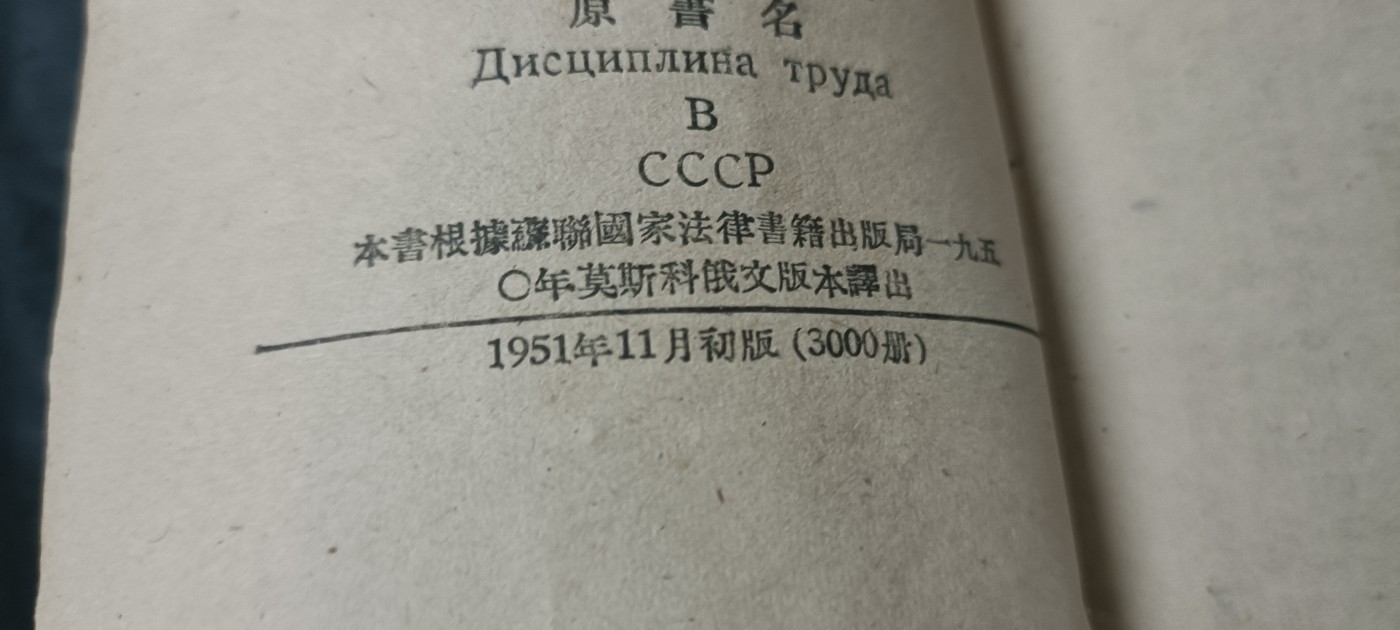 原書名
Дисциплина труда
В
СССР
本書根據蘇聯國家法律書籍出版局一九五
〇年莫斯科俄文版本譯出
1951年11月初版（3000册）